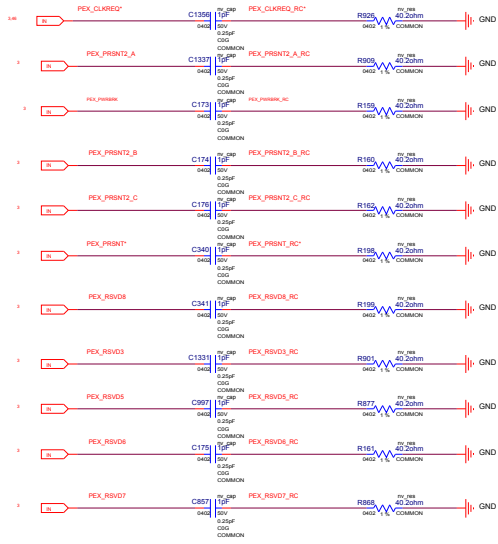 PEX_CLKREQ* nv_cap PEX_CLKREQ_RC* nv_res
3,46 IN C1356 1pF R926 40.2ohm GND
0402 50V 0402 1 % COMMON
0.25pF
C0G
COMMON
PEX_PRSNT2_A nv_cap PEX_PRSNT2_A_RC nv_res
3 IN C1337 1pF R909 40.2ohm GND
0402 50V 0402 1 % COMMON
0.25pF
C0G
COMMON
PEX_PWRBRK nv_cap PEX_PWRBRK_RC nv_res
3 IN C173 1pF R159 40.2ohm GND
0402 50V 0402 1 % COMMON
0.25pF
C0G
COMMON
PEX_PRSNT2_B nv_cap PEX_PRSNT2_B_RC nv_res
3 IN C174 1pF R160 40.2ohm GND
0402 50V 0402 1 % COMMON
0.25pF
C0G
COMMON
PEX_PRSNT2_C nv_cap PEX_PRSNT2_C_RC nv_res
3 IN C176 1pF R162 40.2ohm GND
0402 50V 0402 1 % COMMON
0.25pF
C0G
COMMON
PEX_PRSNT* nv_cap PEX_PRSNT_RC* nv_res
3 IN C340 1pF R198 40.2ohm GND
0402 50V 0402 1 % COMMON
0.25pF
C0G
COMMON
PEX_RSVD8 nv_cap PEX_RSVD8_RC nv_res
3 IN C341 1pF R199 40.2ohm GND
0402 50V 0402 1 % COMMON
0.25pF
C0G
COMMON
PEX_RSVD3 nv_cap PEX_RSVD3_RC nv_res
3 IN C1331 1pF R901 40.2ohm GND
0402 50V 0402 1 % COMMON
0.25pF
C0G
COMMON
PEX_RSVD5 nv_cap PEX_RSVD5_RC nv_res
3 IN C997 1pF R877 40.2ohm GND
0402 50V 0402 1 % COMMON
0.25pF
C0G
COMMON
PEX_RSVD6 nv_cap PEX_RSVD6_RC nv_res
3 IN C175 1pF R161 40.2ohm GND
0402 50V 0402 1 % COMMON
0.25pF
C0G
COMMON
PEX_RSVD7 nv_cap PEX_RSVD7_RC nv_res
3 IN C857 1pF R868 40.2ohm GND
0402 50V 0402 1 % COMMON
0.25pF
C0G
COMMON